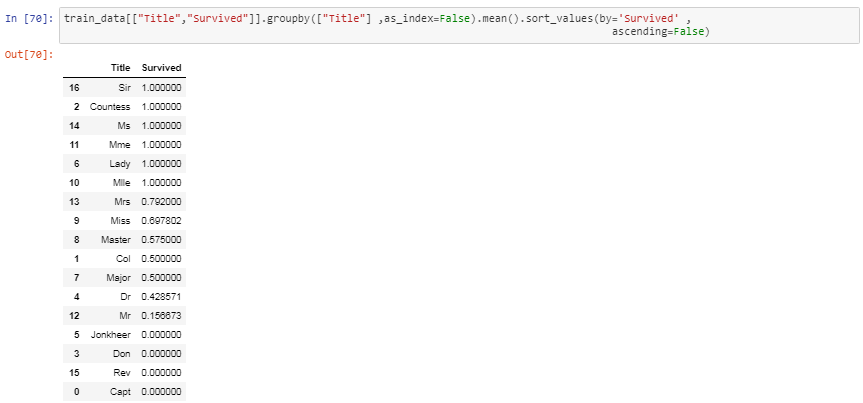 In [70]: train_data[["Title","Survived"]].groupby(["Title"] ,as_index=False).mean().sort_values(by='Survived' ,
ascending=False)
Out[70]:
Title Survived
16 Sir 1.000000
2 Countess 1.000000
14 Ms 1.000000
11 Mme 1.000000
6 Lady 1.000000
10 Mlle 1.000000
13 Mrs 0.792000
9 Miss 0.697802
8 Master 0.575000
1 Col 0.500000
7 Major 0.500000
4 Dr 0.428571
12 Mr 0.156673
5 Jonkheer 0.000000
3 Don 0.000000
15 Rev 0.000000
0 Capt 0.000000